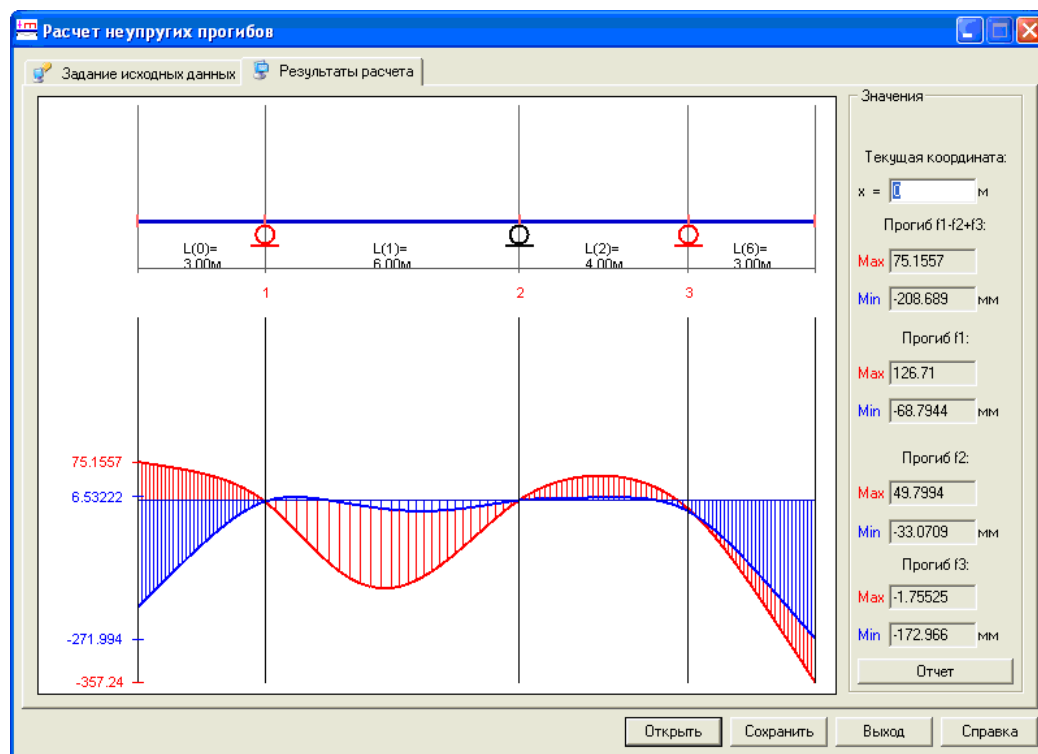 Расчет неупругих прогибов
Задание исходных данных
Результаты расчета
L(0)=
3.00м
L(1)=
6.00м
L(2)=
4.00м
L(6)=
3.00м
1
2
3
75.1557
6.53222
-271.994
-357.24
Значения
Текущая координата:
x = 0 м
Прогиб f1-f2+f3:
Max 75.1557
Min -208.689 мм
Прогиб f1:
Max 126.71
Min -68.7944 мм
Прогиб f2:
Max 49.7994
Min -33.0709 мм
Прогиб f3:
Max -1.75525
Min -172.966 мм
Отчет
Открыть
Сохранить
Выход
Справка